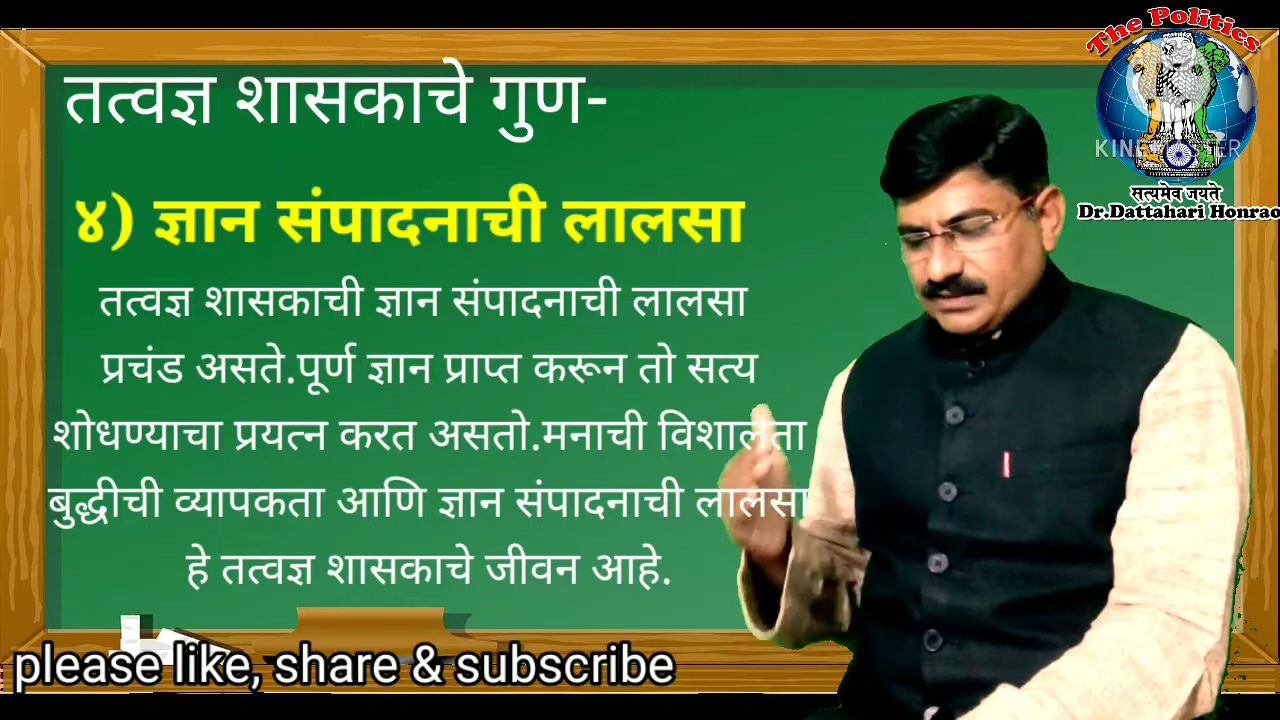 The Politics
KINEMASTER
सत्यमेव जयते
Dr.Dattahari Honrao
तत्वज्ञ शासकाचे गुण-
४) ज्ञान संपादनाची लालसा
तत्वज्ञ शासकाची ज्ञान संपादनाची लालसा
प्रचंड असते.पूर्ण ज्ञान प्राप्त करून तो सत्य
शोधण्याचा प्रयत्न करत असतो.मनाची विशालता
बुद्धीची व्यापकता आणि ज्ञान संपादनाची लालसा
हे तत्वज्ञ शासकाचे जीवन आहे.
please like, share & subscribe